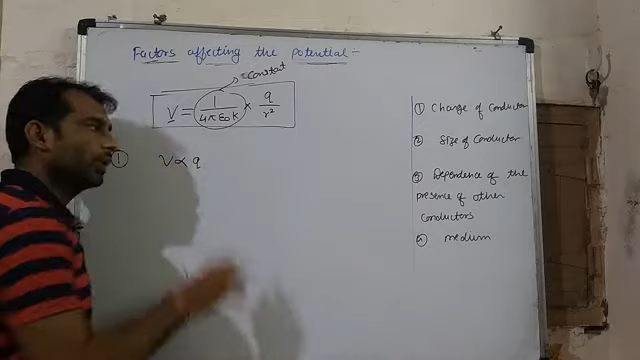 Factors affecting the potential :-
= Constant
V = 1/4πε0K × q/r²
① V ∝ q
① Charge of Conductor
② Size of Conductor
③ Dependence of the
presence of other
Conductors
④ medium